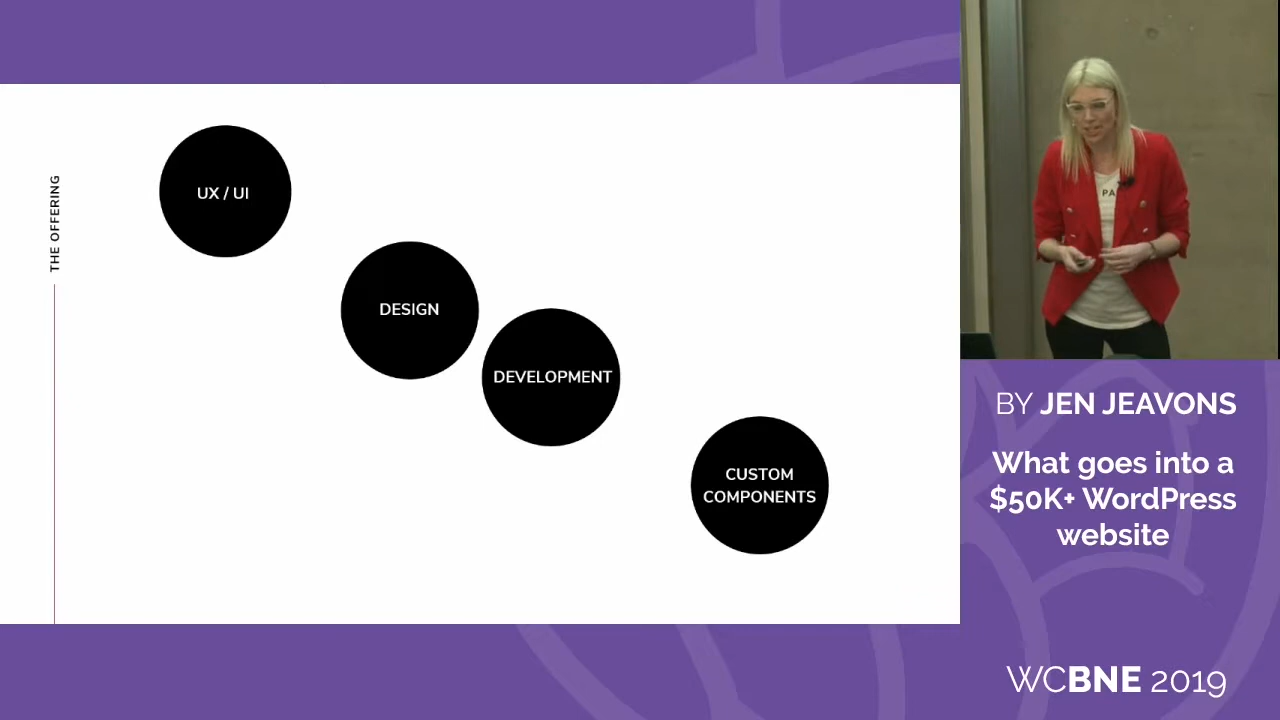 THE OFFERING
UX / UI
DESIGN
DEVELOPMENT
CUSTOM
COMPONENTS
PA
BY JEN JEAVONS
What goes into a
$50K+ WordPress
website
WCBNE 2019